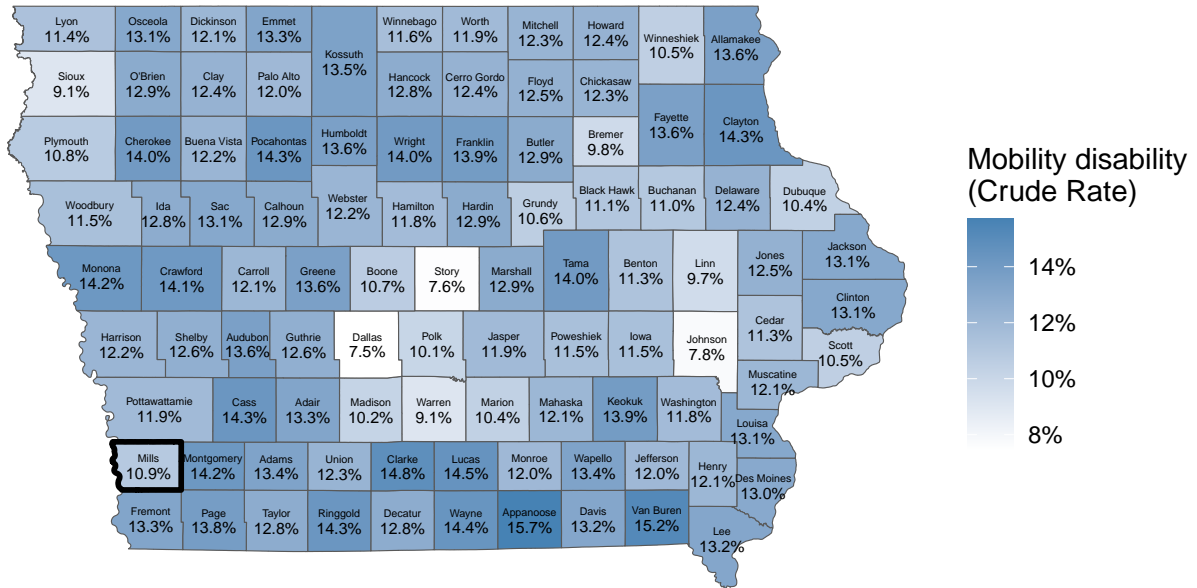 Lyon
11.4%
Osceola
13.1%
Dickinson
12.1%
Emmet
13.3%
Kossuth
13.5%
Winnebago
11.6%
Worth
11.9%
Mitchell
12.3%
Howard
12.4%
Winneshiek
10.5%
Allamakee
13.6%
Sioux
9.1%
O'Brien
12.9%
Clay
12.4%
Palo Alto
12.0%
Hancock
12.8%
Cerro Gordo
12.4%
Floyd
12.5%
Chickasaw
12.3%
Fayette
13.6%
Clayton
14.3%
Plymouth
10.8%
Cherokee
14.0%
Buena Vista
12.2%
Pocahontas
14.3%
Humboldt
13.6%
Wright
14.0%
Franklin
13.9%
Butler
12.9%
Bremer
9.8%
Woodbury
11.5%
Ida
12.8%
Sac
13.1%
Calhoun
12.9%
Webster
12.2%
Hamilton
11.8%
Hardin
12.9%
Grundy
10.6%
Black Hawk
11.1%
Buchanan
11.0%
Delaware
12.4%
Dubuque
10.4%
Monona
14.2%
Crawford
14.1%
Carroll
12.1%
Greene
13.6%
Boone
10.7%
Story
7.6%
Marshall
12.9%
Tama
14.0%
Benton
11.3%
Linn
9.7%
Jones
12.5%
Jackson
13.1%
Clinton
13.1%
Harrison
12.2%
Shelby
12.6%
Audubon
13.6%
Guthrie
12.6%
Dallas
7.5%
Polk
10.1%
Jasper
11.9%
Poweshiek
11.5%
Iowa
11.5%
Johnson
7.8%
Cedar
11.3%
Scott
10.5%
Muscatine
12.1%
Pottawattamie
11.9%
Cass
14.3%
Adair
13.3%
Madison
10.2%
Warren
9.1%
Marion
10.4%
Mahaska
12.1%
Keokuk
13.9%
Washington
11.8%
Louisa
13.1%
Mills
10.9%
Montgomery
14.2%
Adams
13.4%
Union
12.3%
Clarke
14.8%
Lucas
14.5%
Monroe
12.0%
Wapello
13.4%
Jefferson
12.0%
Henry
12.1%
Des Moines
13.0%
Fremont
13.3%
Page
13.8%
Taylor
12.8%
Ringgold
14.3%
Decatur
12.8%
Wayne
14.4%
Appanoose
15.7%
Davis
13.2%
Van Buren
15.2%
Lee
13.2%
Mobility disability
(Crude Rate)
14%
12%
10%
8%